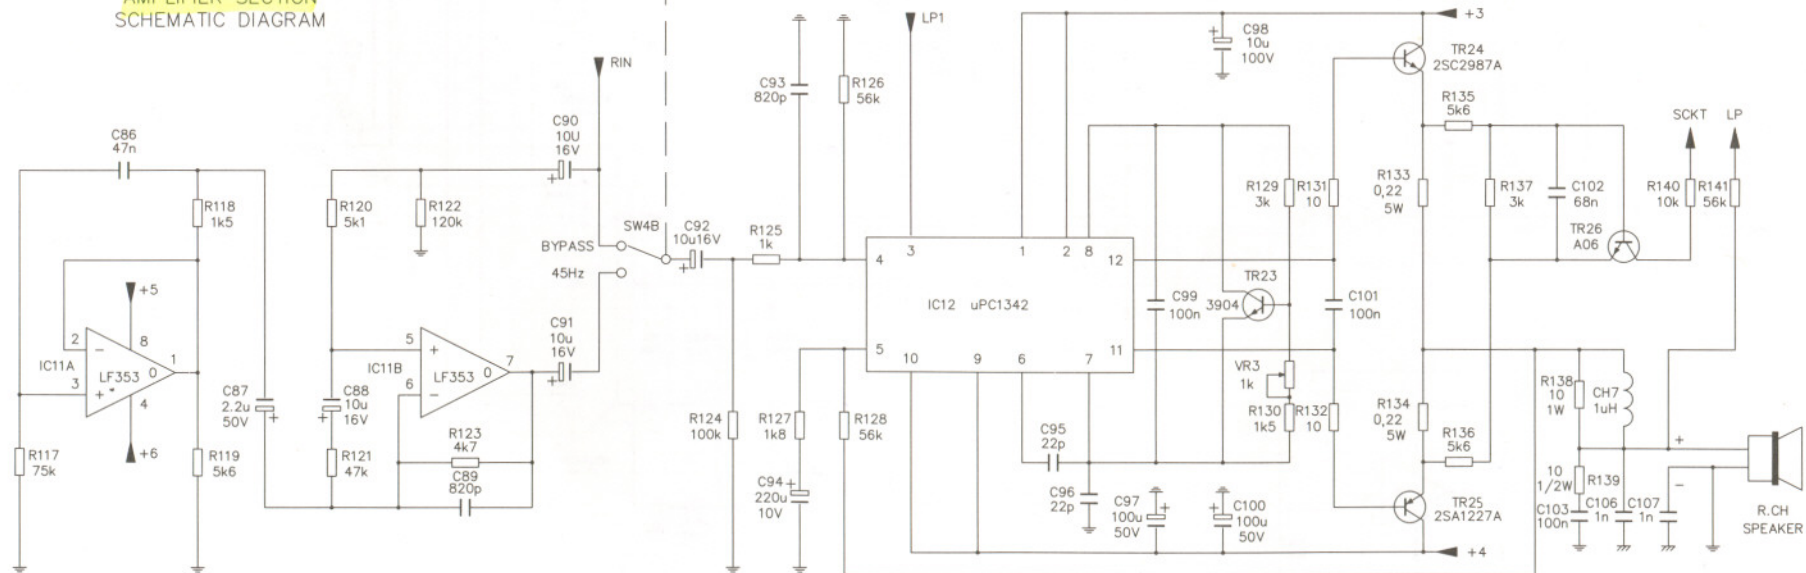 AMPLIFIER SECTION
SCHEMATIC DIAGRAM
C86
47n
R118
1k5
2
3
IC11A
LF353
O
-
+
*
8
+5
1
4
+6
R117
75k
R119
5k6
C87
2.2u
50V
+
R120
5k1
R122
120k
C90
10U
16V
+
RIN
BYPASS
SW4B
45Hz
5
6
IC11B
LF353
O
+
-
7
C91
10u
16V
+
C88
10u
16V
+
R121
47k
R123
4k7
C89
820p
C92
10u16V
+
R125
1k
C93
820p
R126
56k
LP1
R124
100k
R127
1k8
R128
56k
C94
220u
10V
+
3
1
2
8
4
12
IC12 uPC1342
5
11
10
9
6
7
C98
10u
100V
+
+3
TR24
2SC2987A
R129
3k
R131
10
R133
0,22
5W
R135
5k6
R137
3k
C102
68n
TR26
A06
SCKT
LP
R140
10k
R141
56k
C99
100n
TR23
3904
C101
100n
VR3
1k
R130
1k5
R132
10
R134
0,22
5W
R136
5k6
C95
22p
C96
22p
C97
100u
50V
+
C100
100u
50V
+
TR25
2SA1227A
+4
R138
10
1W
CH7
1uH
10
1/2W
R139
C103
100n
C106
1n
C107
1n
+
-
R.CH
SPEAKER